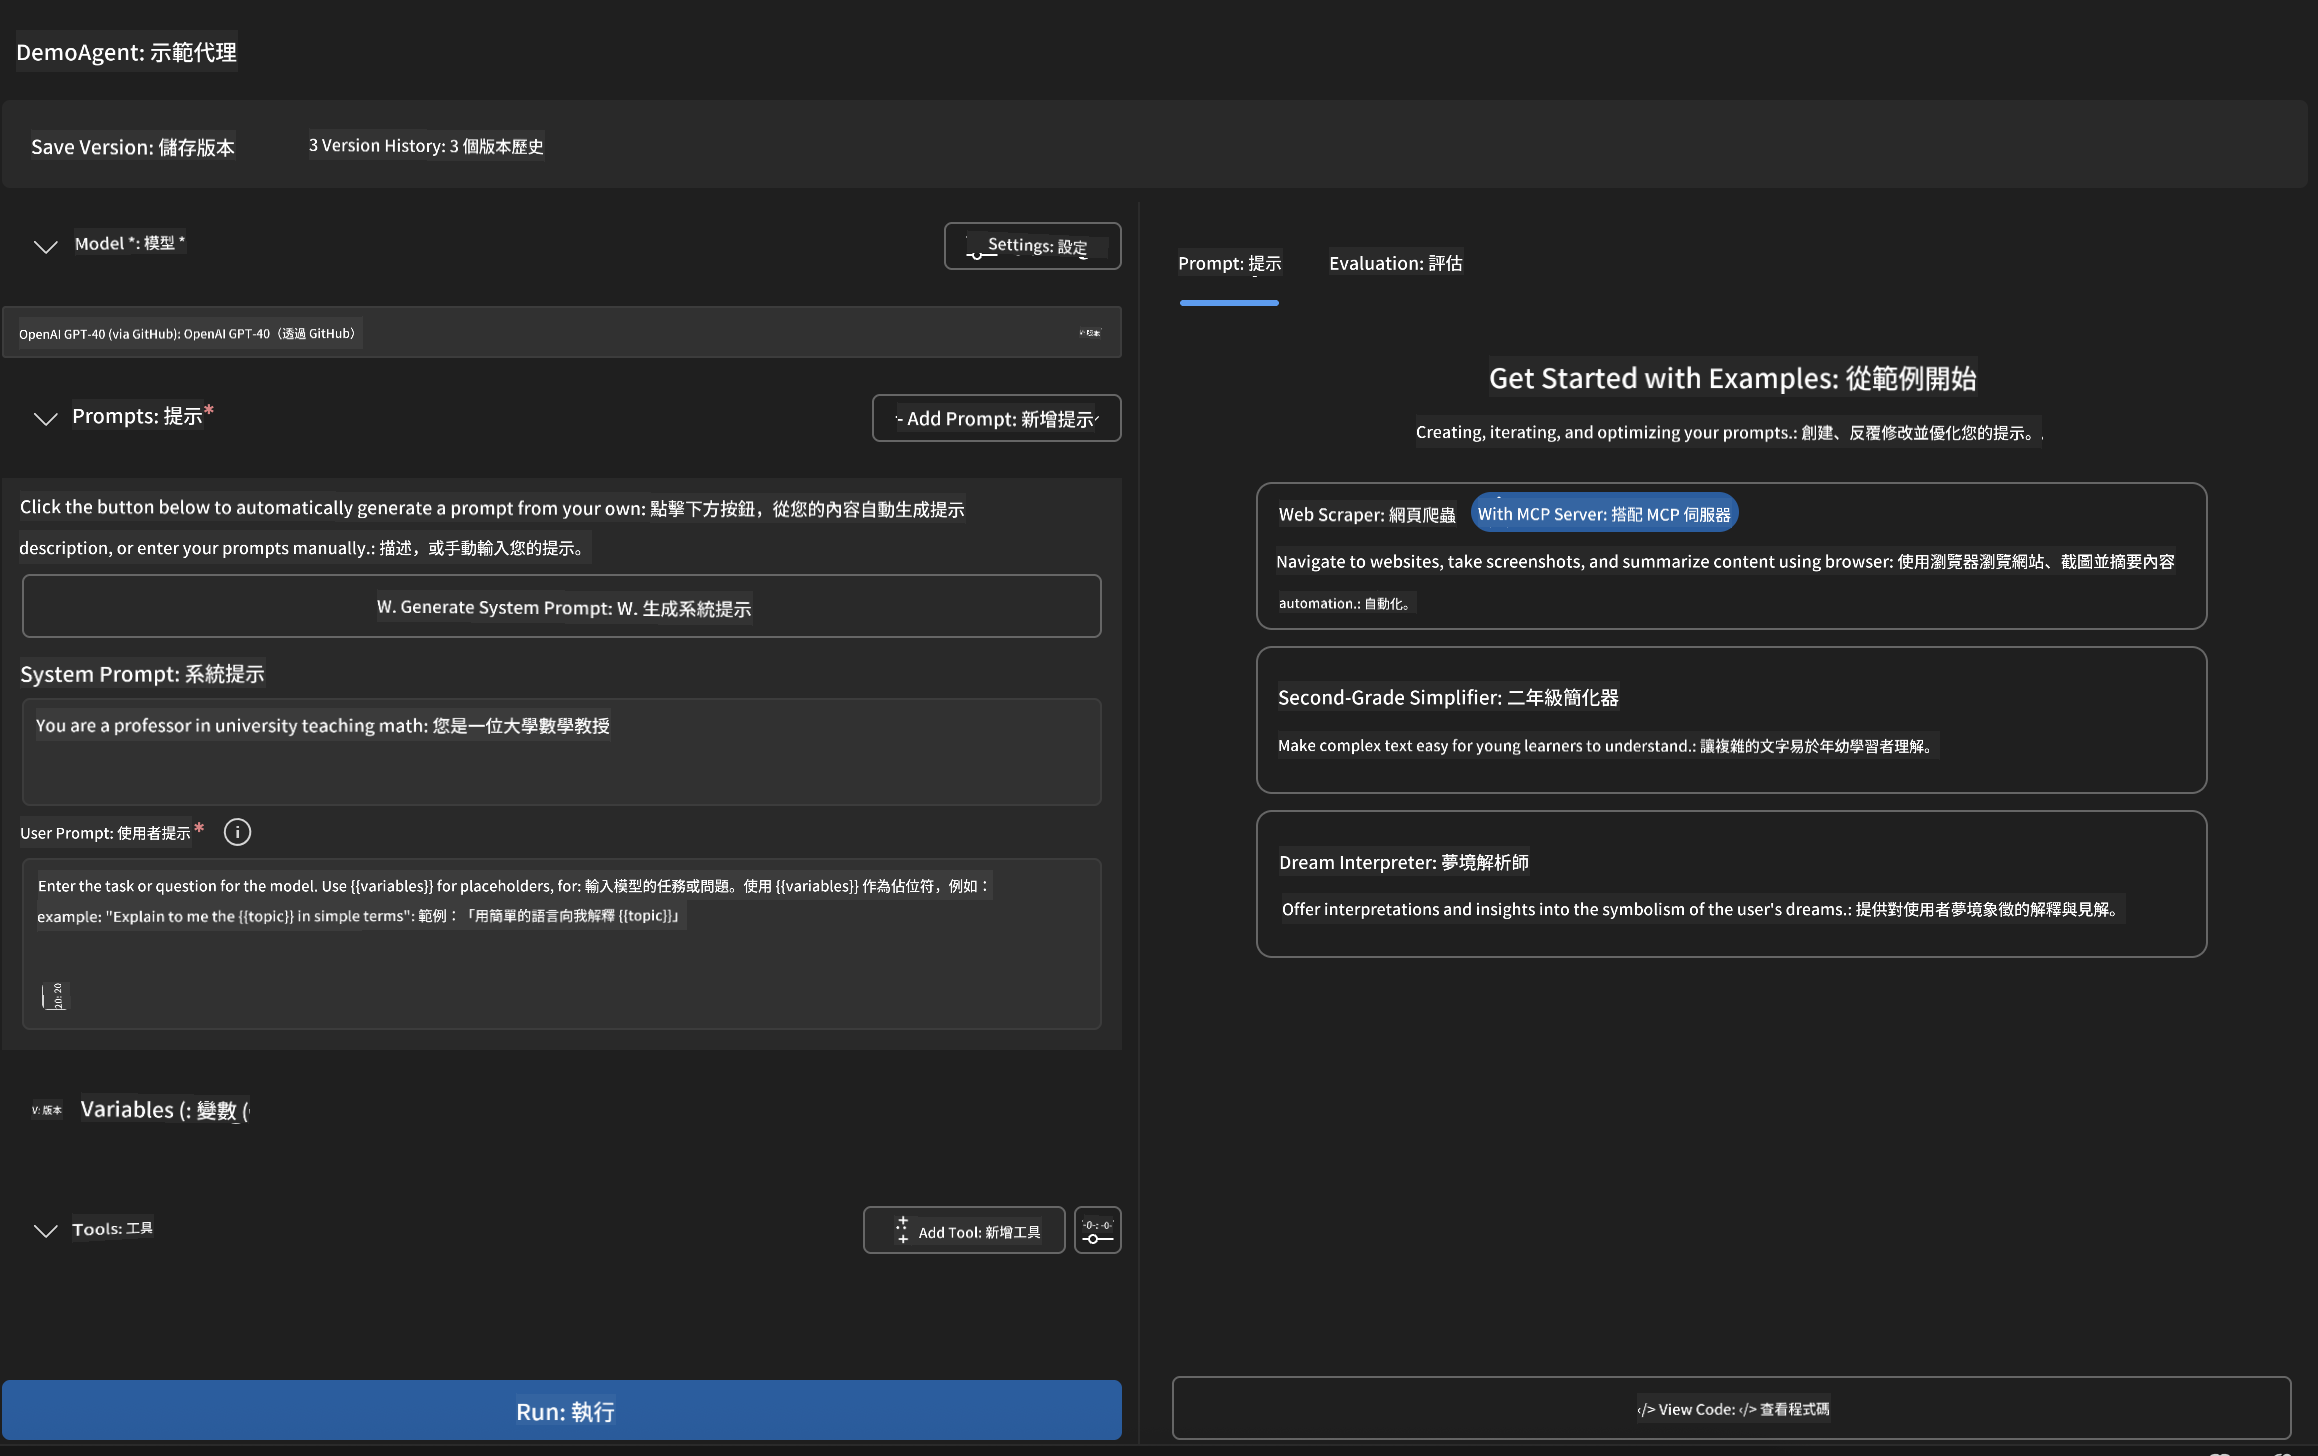 DemoAgent: 示範代理
Save Version: 儲存版本
3 Version History: 3 個版本歷史
Model *: 模型 *
Settings: 設定
OpenAI GPT-40 (via GitHub): OpenAI GPT-40（透過 GitHub）
V: 版本
Prompts: 提示*
- Add Prompt: 新增提示
Click the button below to automatically generate a prompt from your own: 點擊下方按鈕，從您的內容自動生成提示
description, or enter your prompts manually.: 描述，或手動輸入您的提示。
W. Generate System Prompt: W. 生成系統提示
System Prompt: 系統提示
You are a professor in university teaching math: 您是一位大學數學教授
User Prompt: 使用者提示*
Enter the task or question for the model. Use {{variables}} for placeholders, for: 輸入模型的任務或問題。使用 {{variables}} 作為佔位符，例如：
example: "Explain to me the {{topic}} in simple terms": 範例：「用簡單的語言向我解釋 {{topic}}」
20: 20
V: 版本
Variables (: 變數 (
Tools: 工具
Add Tool: 新增工具
-0-: -0-
Run: 執行
Prompt: 提示
Evaluation: 評估
Get Started with Examples: 從範例開始
Creating, iterating, and optimizing your prompts.: 創建、反覆修改並優化您的提示。
Web Scraper: 網頁爬蟲
With MCP Server: 搭配 MCP 伺服器
Navigate to websites, take screenshots, and summarize content using browser: 使用瀏覽器瀏覽網站、截圖並摘要內容
automation.: 自動化。
Second-Grade Simplifier: 二年級簡化器
Make complex text easy for young learners to understand.: 讓複雜的文字易於年幼學習者理解。
Dream Interpreter: 夢境解析師
Offer interpretations and insights into the symbolism of the user's dreams.: 提供對使用者夢境象徵的解釋與見解。
</> View Code: </> 查看程式碼